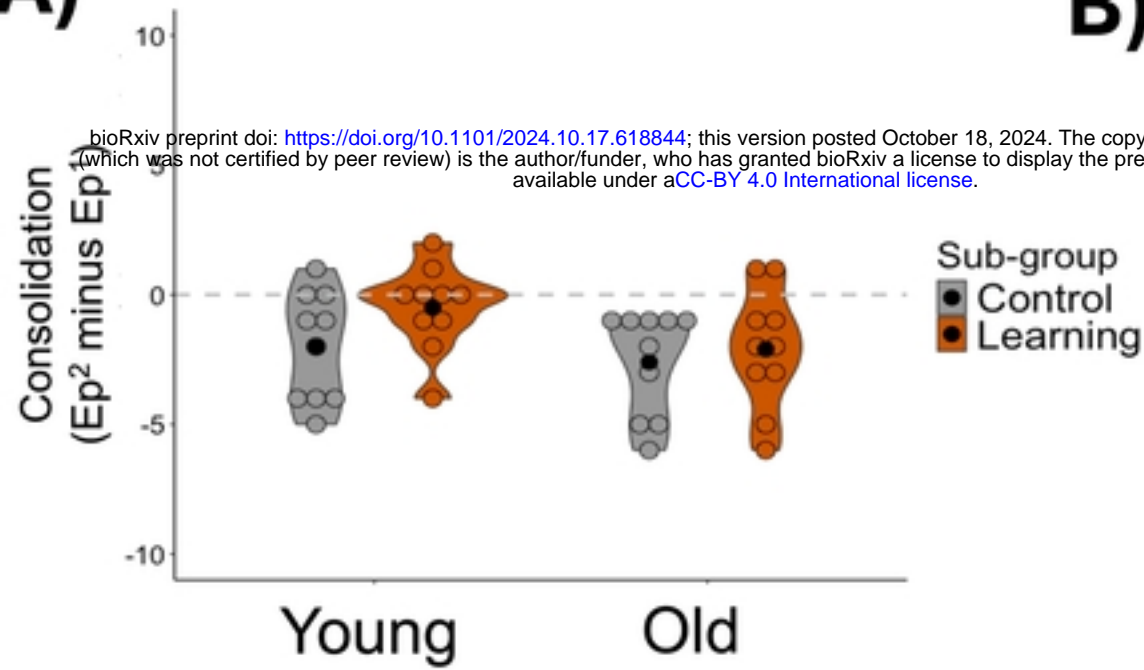 A)
B)
10
bioRxiv preprint doi: https://doi.org/10.1101/2024.10.17.618844; this version posted October 18, 2024. The copy
(which was not certified by peer review) is the author/funder, who has granted bioRxiv a license to display the pre
available under aCC-BY 4.0 International license.
5
Consolidation
(Ep² minus Ep¹)
Sub-group
0
Control
Learning
-5
-10
Young Old